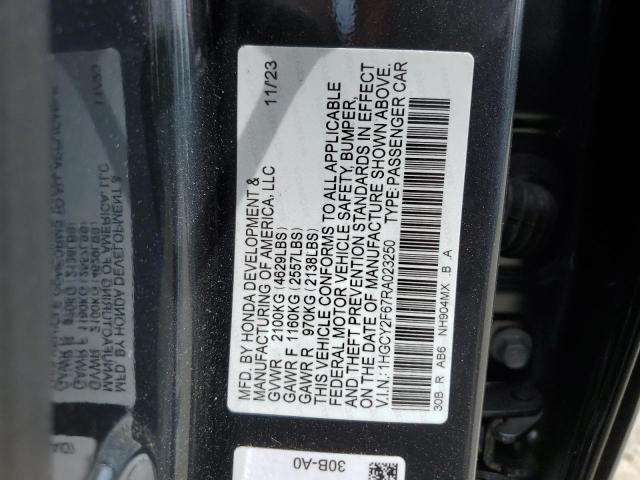 MFD. BY HONDA DEVELOPMENT & 11/23
MANUFACTURING OF AMERICA, LLC
GVWR 2100KG (4629LBS)
GAWR F 1160KG (2557LBS)
GAWR R 970KG (2138LBS)
THIS VEHICLE CONFORMS TO ALL APPLICABLE
FEDERAL MOTOR VEHICLE SAFETY, BUMPER,
AND THEFT PREVENTION STANDARDS IN EFFECT
ON THE DATE OF MANUFACTURE SHOWN ABOVE.
V.I.N.: 1HGCY2F67RA023250 TYPE: PASSENGER CAR
30B R AB6 NH904MX .B .A
30B-A0